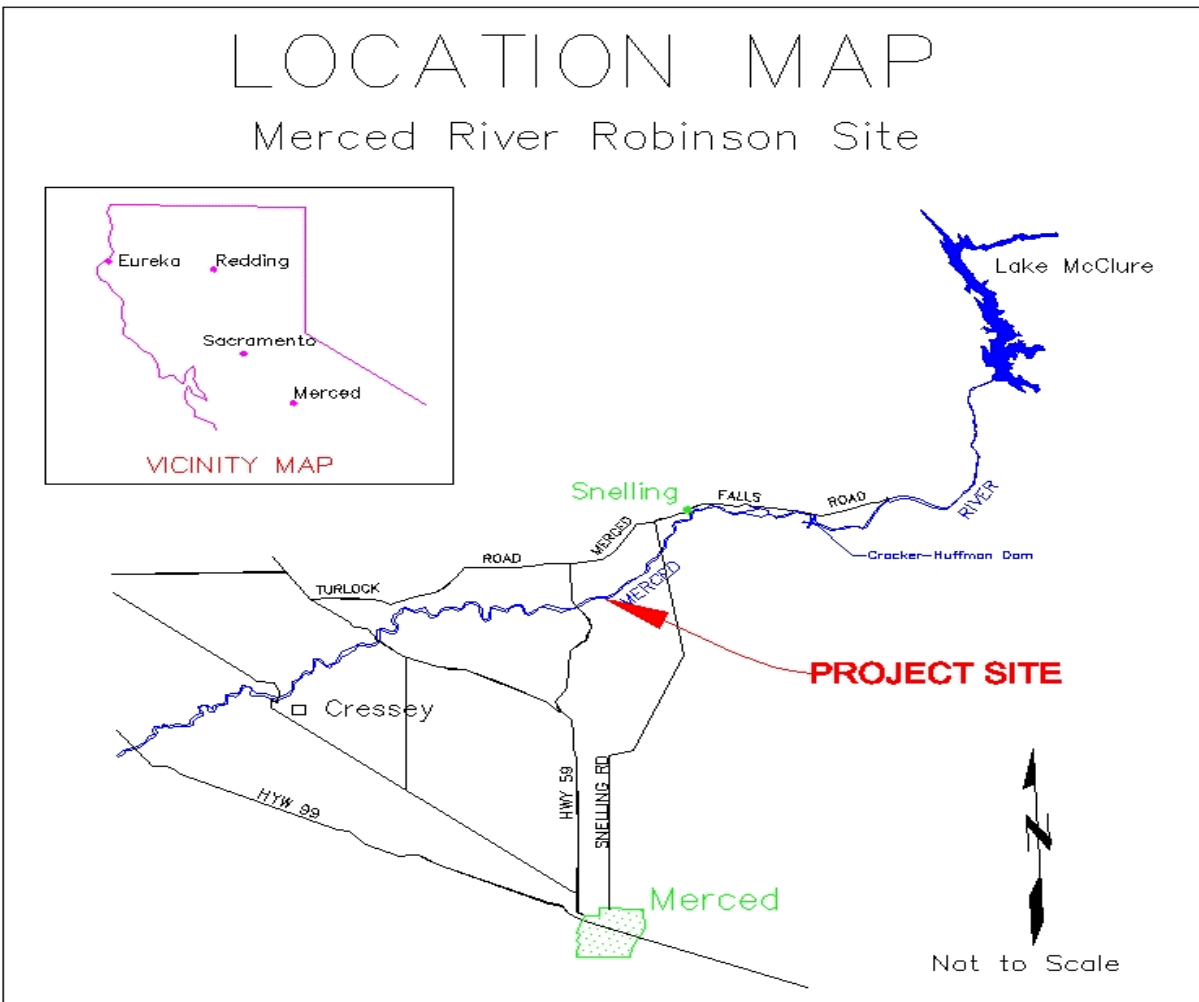 LOCATION MAP
Merced River Robinson Site
Eureka
Redding
Sacramento
Merced
VICINITY MAP
Lake McClure
Snelling
FALLS
ROAD
RIVER
Crocker-Huffman Dam
MERCED
ROAD
TURLOCK
MERCED
PROJECT SITE
Cressey
HYW 99
HWY 59
SNELLING RD
Merced
N
Not to Scale